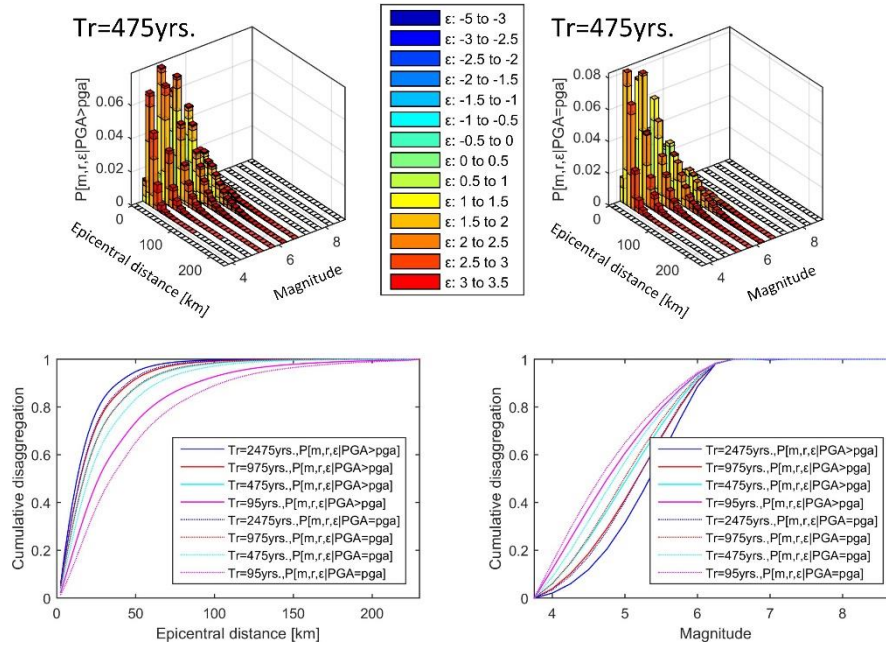 Tr=475yrs.
P[m,r,ε|PGA>pga]
0.06
0.04
0.02
0
0
100
200
Epicentral distance [km]
4
6
8
Magnitude
ε: -5 to -3
ε: -3 to -2.5
ε: -2.5 to -2
ε: -2 to -1.5
ε: -1.5 to -1
ε: -1 to -0.5
ε: -0.5 to 0
ε: 0 to 0.5
ε: 0.5 to 1
ε: 1 to 1.5
ε: 1.5 to 2
ε: 2 to 2.5
ε: 2.5 to 3
ε: 3 to 3.5
Tr=475yrs.
P[m,r,ε|PGA=pga]
0.08
0.06
0.04
0.02
0
0
100
200
Epicentral distance [km]
4
6
8
Magnitude
Cumulative disaggregation
1
0.8
0.6
0.4
0.2
0
Tr=2475yrs.,P[m,r,ε|PGA>pga]
Tr=975yrs.,P[m,r,ε|PGA>pga]
Tr=475yrs.,P[m,r,ε|PGA>pga]
Tr=95yrs.,P[m,r,ε|PGA>pga]
Tr=2475yrs.,P[m,r,ε|PGA=pga]
Tr=975yrs.,P[m,r,ε|PGA=pga]
Tr=475yrs.,P[m,r,ε|PGA=pga]
Tr=95yrs.,P[m,r,ε|PGA=pga]
0 50 100 150 200
Epicentral distance [km]
Cumulative disaggregation
1
0.8
0.6
0.4
0.2
0
Tr=2475yrs.,P[m,r,ε|PGA>pga]
Tr=975yrs.,P[m,r,ε|PGA>pga]
Tr=475yrs.,P[m,r,ε|PGA>pga]
Tr=95yrs.,P[m,r,ε|PGA>pga]
Tr=2475yrs.,P[m,r,ε|PGA=pga]
Tr=975yrs.,P[m,r,ε|PGA=pga]
Tr=475yrs.,P[m,r,ε|PGA=pga]
Tr=95yrs.,P[m,r,ε|PGA=pga]
4 5 6 7 8
Magnitude